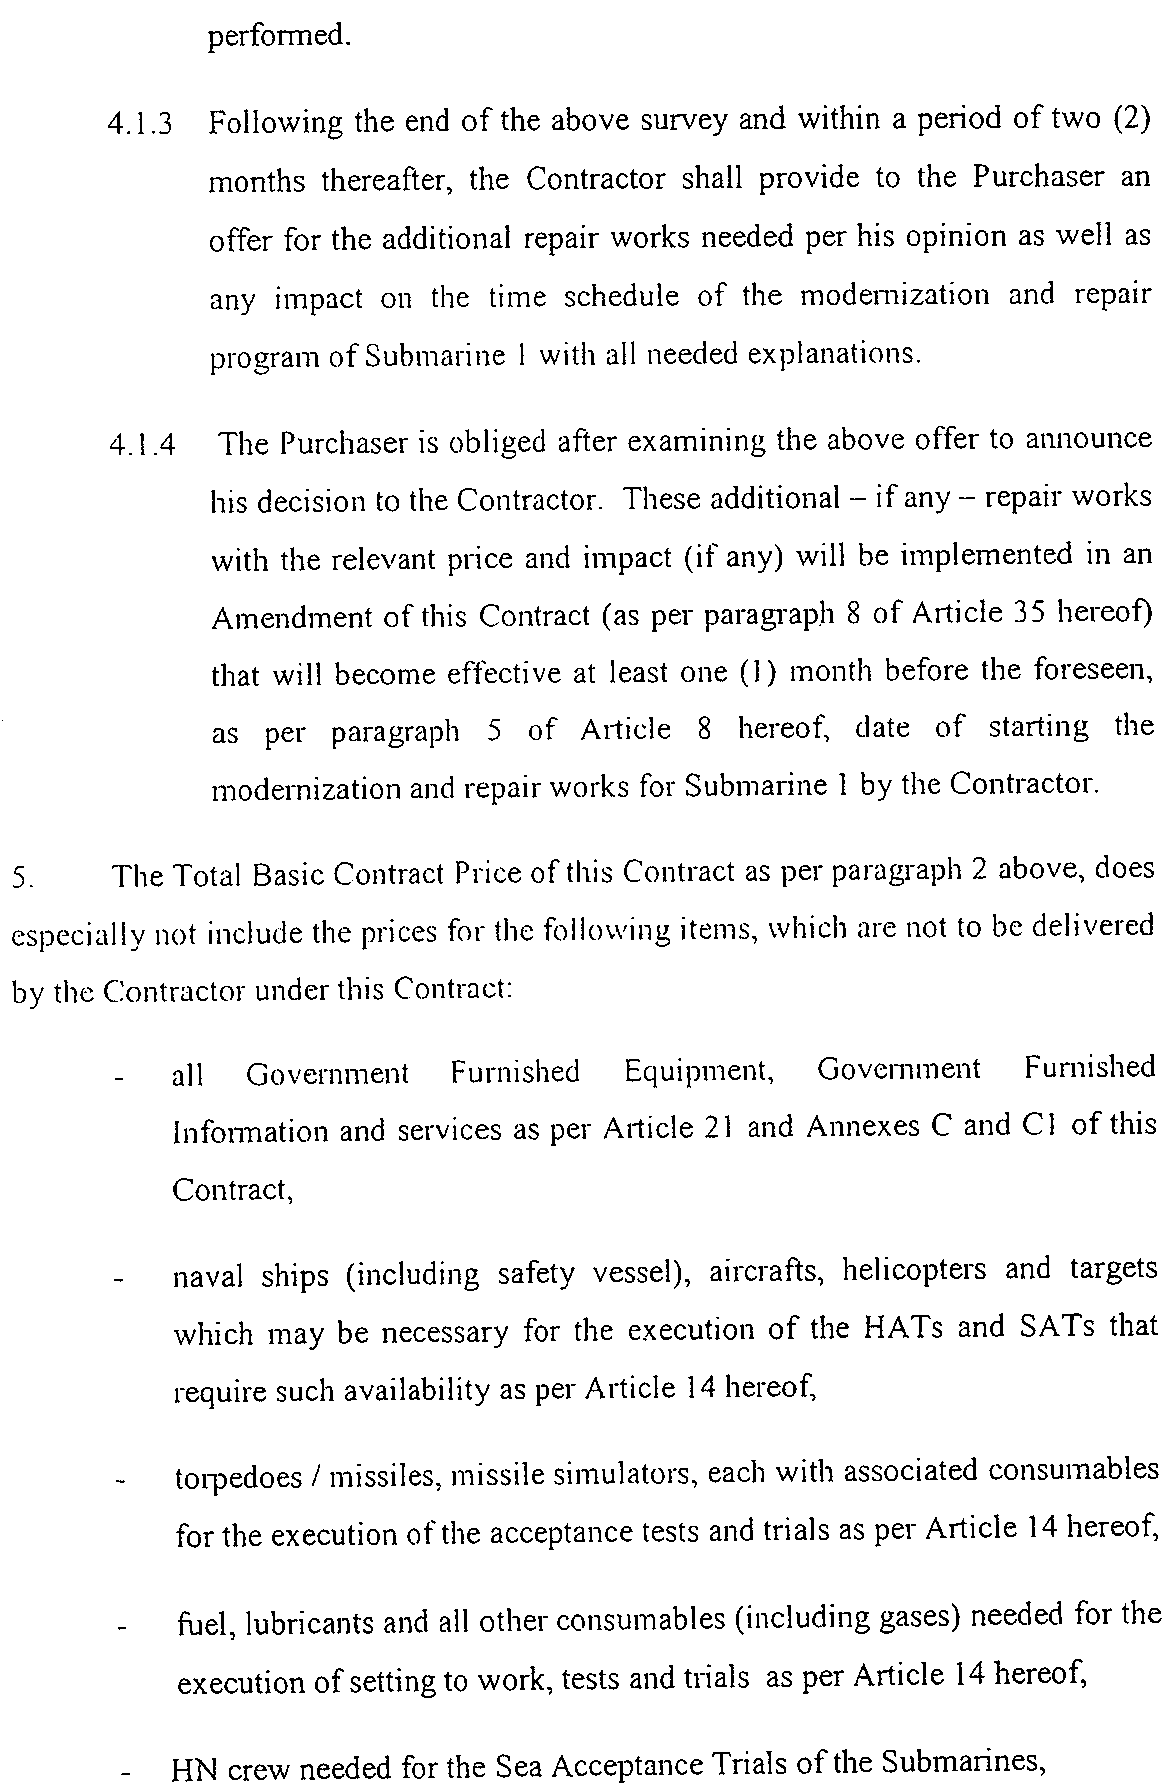 performed.
4.1.3 Following the end of the above survey and within a period of two (2)
months thereafter, the Contractor shall provide to the Purchaser an
offer for the additional repair works needed per his opinion as well as
any impact on the time schedule of the modernization and repair
program of Submarine 1 with all needed explanations.
4.1.4 The Purchaser is obliged after examining the above offer to announce
his decision to the Contractor. These additional – if any – repair works
with the relevant price and impact (if any) will be implemented in an
Amendment of this Contract (as per paragraph 8 of Article 35 hereof)
that will become effective at least one (1) month before the foreseen,
as per paragraph 5 of Article 8 hereof, date of starting the
modernization and repair works for Submarine 1 by the Contractor.
5. The Total Basic Contract Price of this Contract as per paragraph 2 above, does
especially not include the prices for the following items, which are not to be delivered
by the Contractor under this Contract:
- all Government Furnished Equipment, Government Furnished
Information and services as per Article 21 and Annexes C and C1 of this
Contract,
- naval ships (including safety vessel), aircrafts, helicopters and targets
which may be necessary for the execution of the HATs and SATs that
require such availability as per Article 14 hereof,
- torpedoes / missiles, missile simulators, each with associated consumables
for the execution of the acceptance tests and trials as per Article 14 hereof,
- fuel, lubricants and all other consumables (including gases) needed for the
execution of setting to work, tests and trials as per Article 14 hereof,
- HN crew needed for the Sea Acceptance Trials of the Submarines,